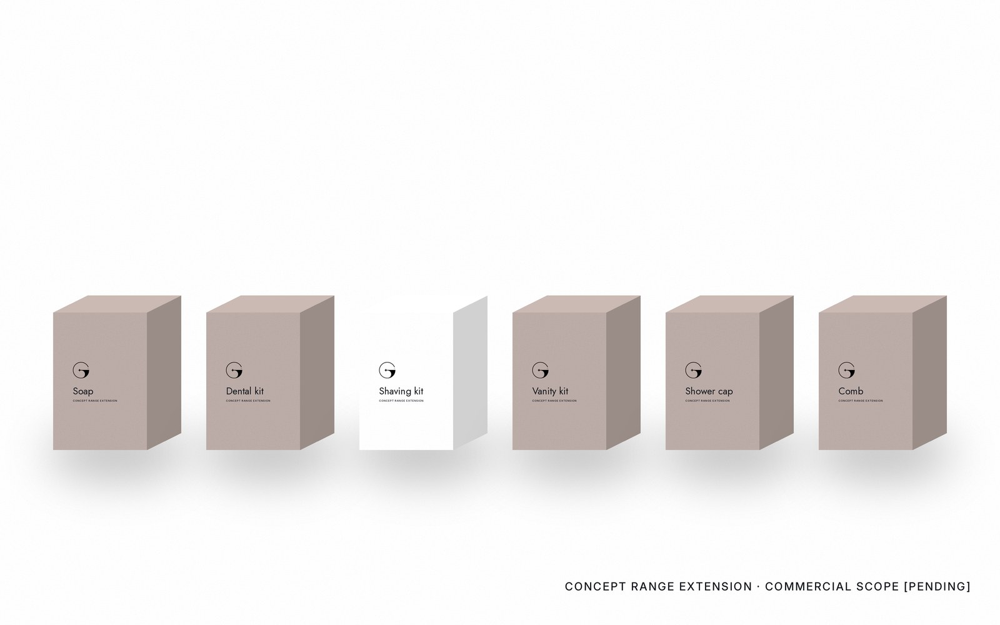 Soap
CONCEPT RANGE EXTENSION
Dental kit
CONCEPT RANGE EXTENSION
Shaving kit
CONCEPT RANGE EXTENSION
Vanity kit
CONCEPT RANGE EXTENSION
Shower cap
CONCEPT RANGE EXTENSION
Comb
CONCEPT RANGE EXTENSION
CONCEPT RANGE EXTENSION · COMMERCIAL SCOPE [PENDING]